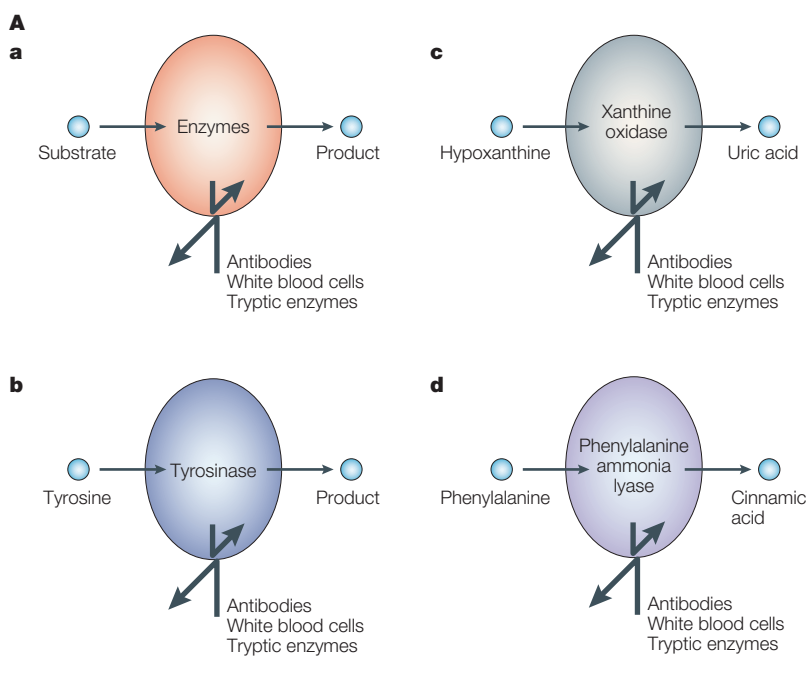 A
a
Substrate
Enzymes
Product
Antibodies
White blood cells
Tryptic enzymes
c
Hypoxanthine
Xanthine
oxidase
Uric acid
Antibodies
White blood cells
Tryptic enzymes
b
Tyrosine
Tyrosinase
Product
Antibodies
White blood cells
Tryptic enzymes
d
Phenylalanine
Phenylalanine
ammonia
lyase
Cinnamic
acid
Antibodies
White blood cells
Tryptic enzymes